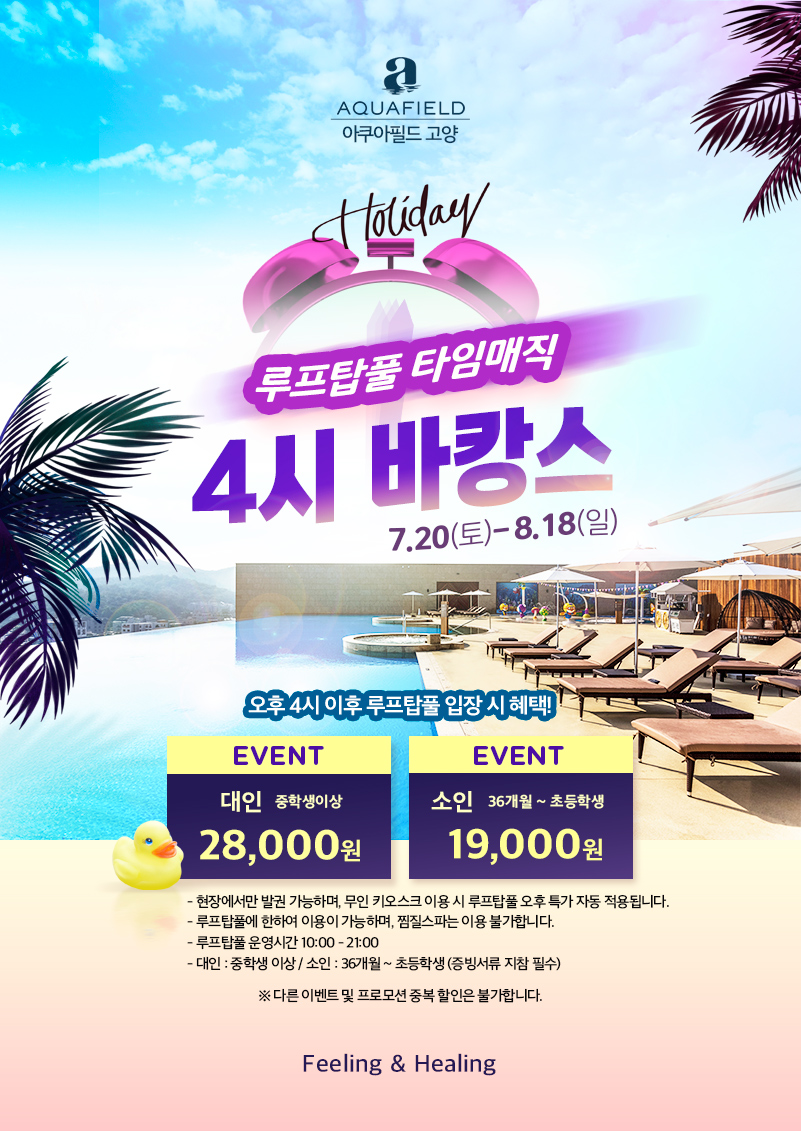 a
AQUAFIELD
아쿠아필드 고양
Holiday
루프탑풀 타임매직
4시 바캉스
7.20(토)-8.18(일)
오후 4시 이후 루프탑풀 입장 시 혜택!
EVENT
대인 중학생이상
28,000원
EVENT
소인 36개월 ~ 초등학생
19,000원
- 현장에서만 발권 가능하며, 무인 키오스크 이용 시 루프탑풀 오후 특가 자동 적용됩니다.
- 루프탑풀에 한하여 이용이 가능하며, 찜질스파는 이용 불가합니다.
- 루프탑풀 운영시간 10:00 - 21:00
- 대인 : 중학생 이상 / 소인 : 36개월 ~ 초등학생 (증빙서류 지참 필수)
※ 다른 이벤트 및 프로모션 중복 할인은 불가합니다.
Feeling & Healing